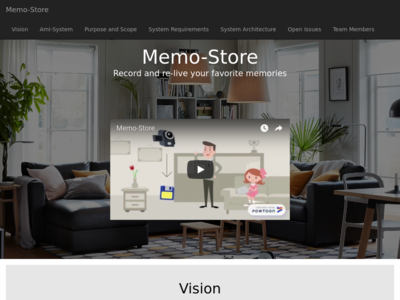 Memo-Store
Vision Ami-System Purpose and Scope System Requirements System Architecture Open Issues Team Members
Memo-Store
Record and re-live your favorite memories
Memo-Store
POWTOON
Vision